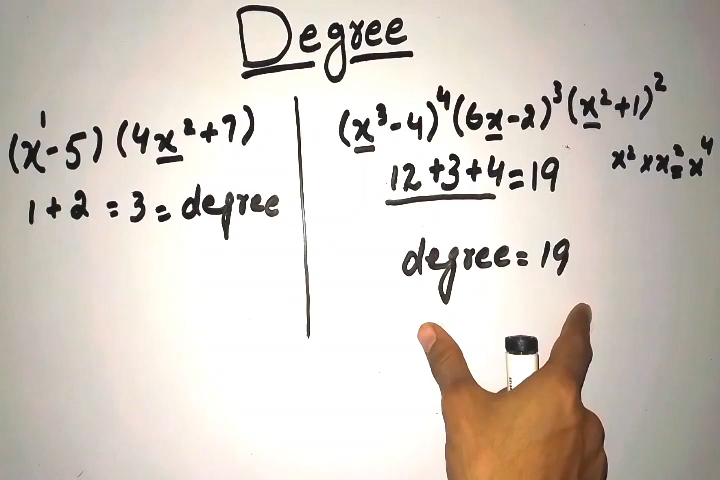 Degree
(x¹-5)(4x²+7)
1+2=3=degree
(x³-4)⁴(6x-2)³(x²+1)²
12+3+4=19
x²×x²=x⁴
degree=19